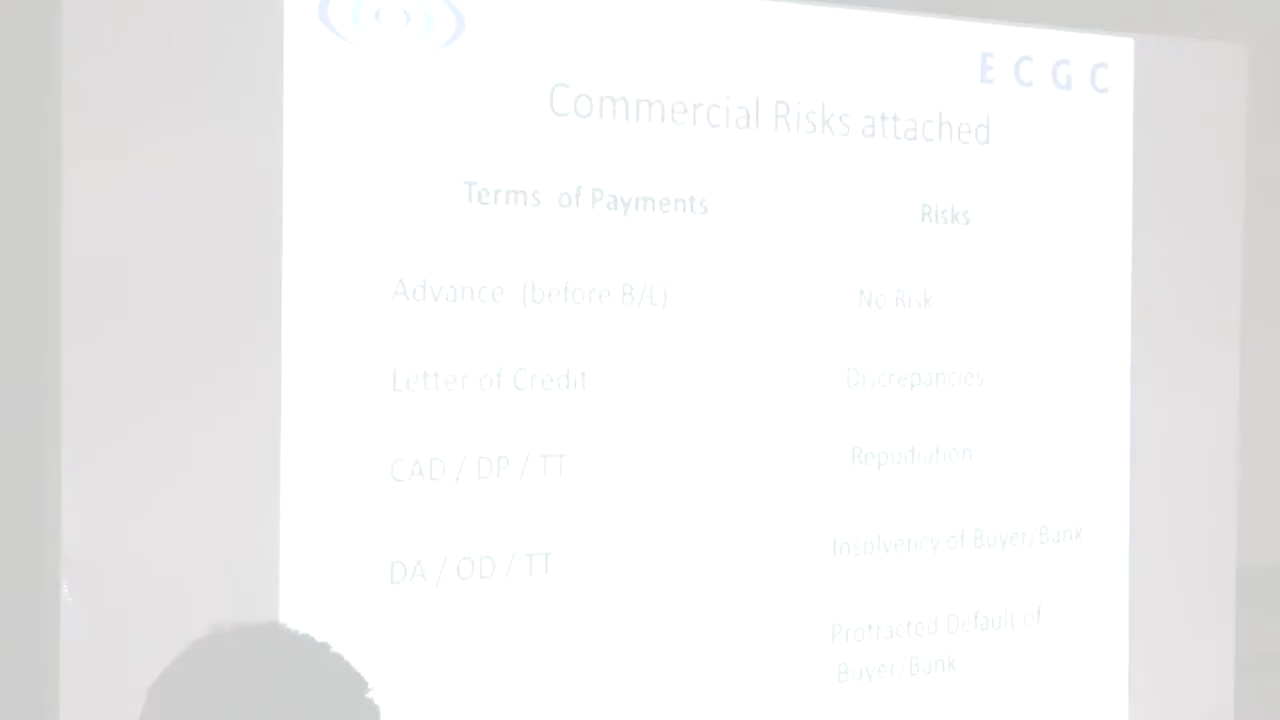 E C G C
Commercial Risks attached
Terms of Payments Risks
Advance (before B/L) No Risk
Letter of Credit Discrepancies
CAD / DP / TT Repudiation
DA / OD / TT Insolvency of Buyer/Bank
Protracted Default of
Buyer/Bank